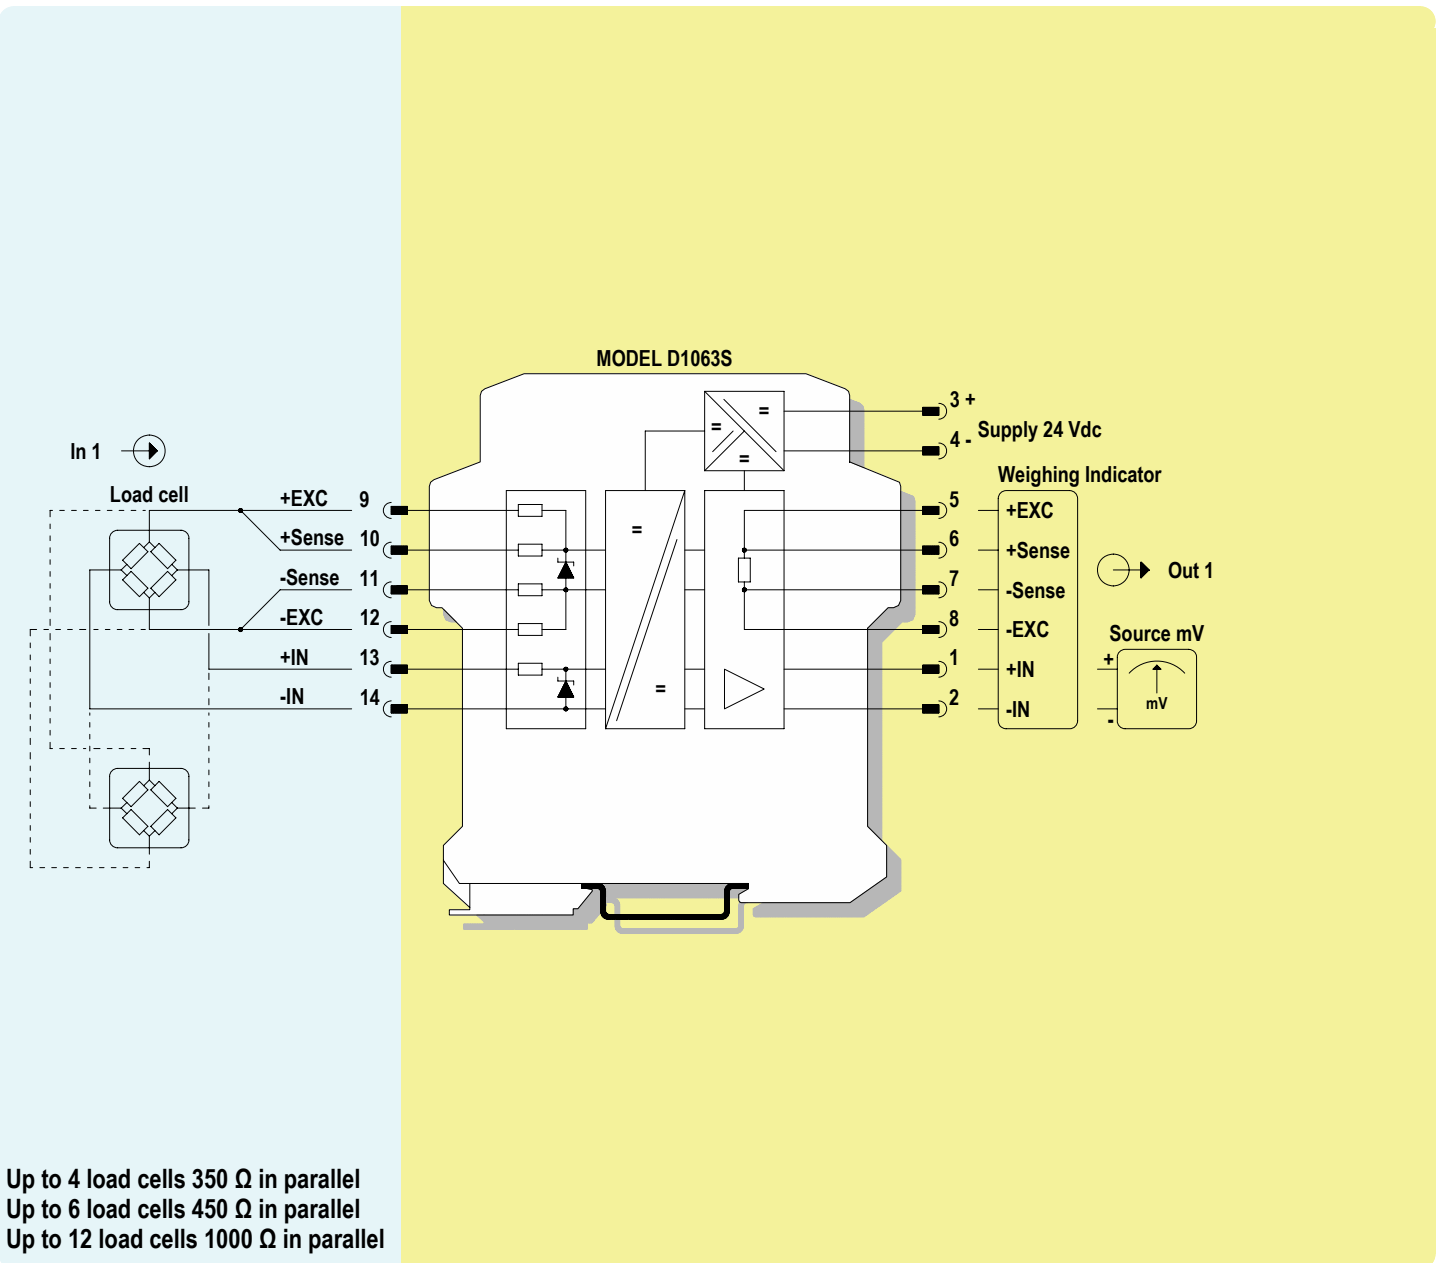 MODEL D1063S
3 +
Supply 24 Vdc
4 -
In 1
Load cell
+EXC 9
+Sense 10
-Sense 11
-EXC 12
+IN 13
-IN 14
=
=
=
=
=
Weighing Indicator
5 +EXC
6 +Sense
7 -Sense
8 -EXC
1 +IN
2 -IN
Out 1
Source mV
+
mV
-
Up to 4 load cells 350 Ω in parallel
Up to 6 load cells 450 Ω in parallel
Up to 12 load cells 1000 Ω in parallel